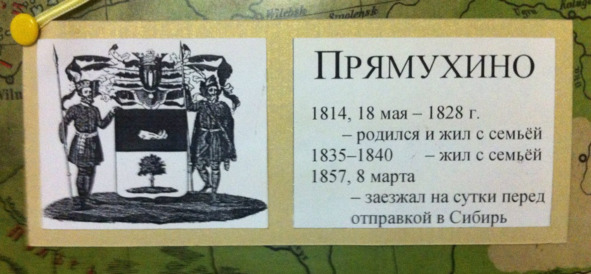 Smolensk
ПРЯМУХИНО
1814, 18 мая – 1828 г.
– родился и жил с семьёй
1835–1840 – жил с семьёй
1857, 8 марта
– заезжал на сутки перед
отправкой в Сибирь